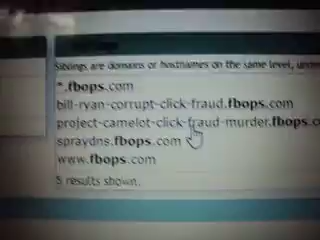 Siblings are domains or hostnames on the same level, under
*.fbops.com
bill-ryan-corrupt-click-fraud.fbops.com
project-camelot-click-fraud-murder.fbops.c
spraydns.fbops.com
www.fbops.com
5 results shown.